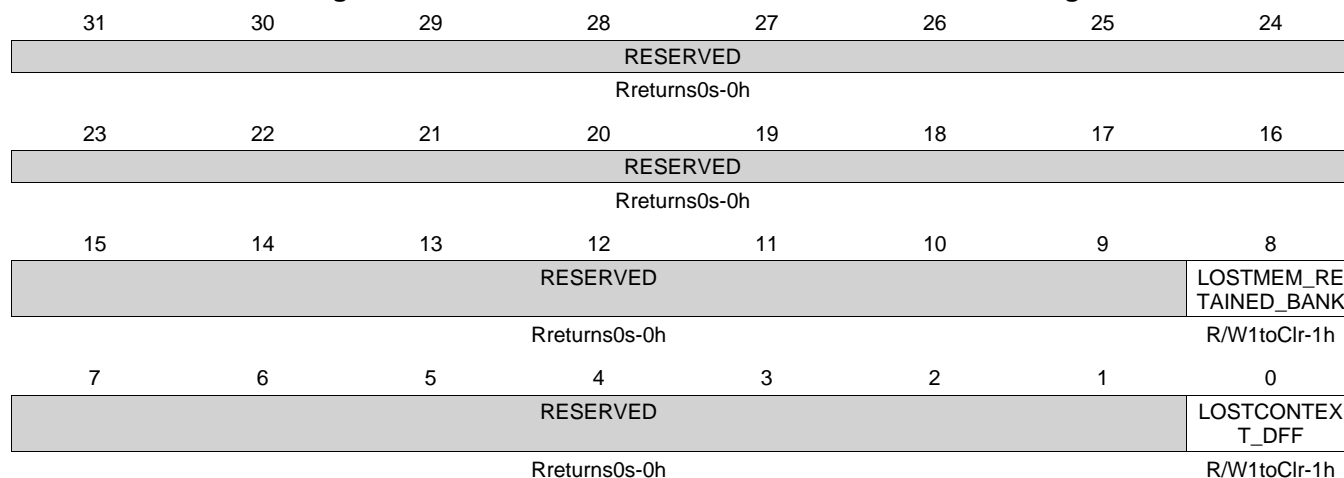 31 30 29 28 27 26 25 24
RESERVED
Rreturns0s-0h
23 22 21 20 19 18 17 16
RESERVED
Rreturns0s-0h
15 14 13 12 11 10 9 8
RESERVED LOSTMEM_RE
TAINED_BANK
Rreturns0s-0h R/W1toClr-1h
7 6 5 4 3 2 1 0
RESERVED LOSTCONTEX
T_DFF
Rreturns0s-0h R/W1toClr-1h